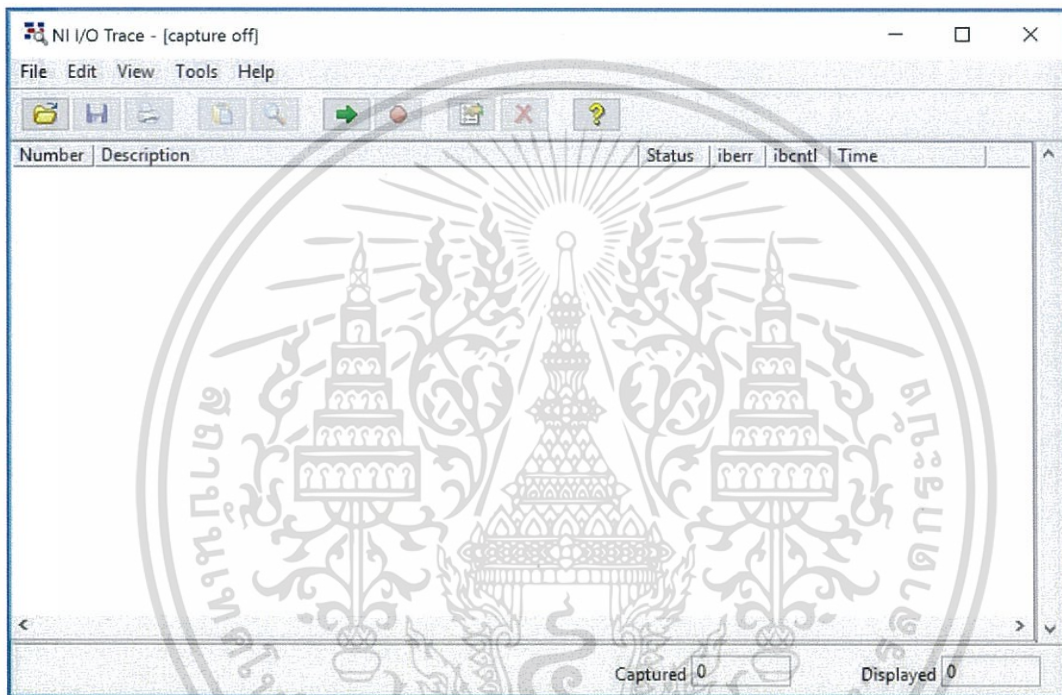 NI I/O Trace - [capture off]
File Edit View Tools Help
Number Description Status iberr ibcntl Time
Captured 0 Displayed 0